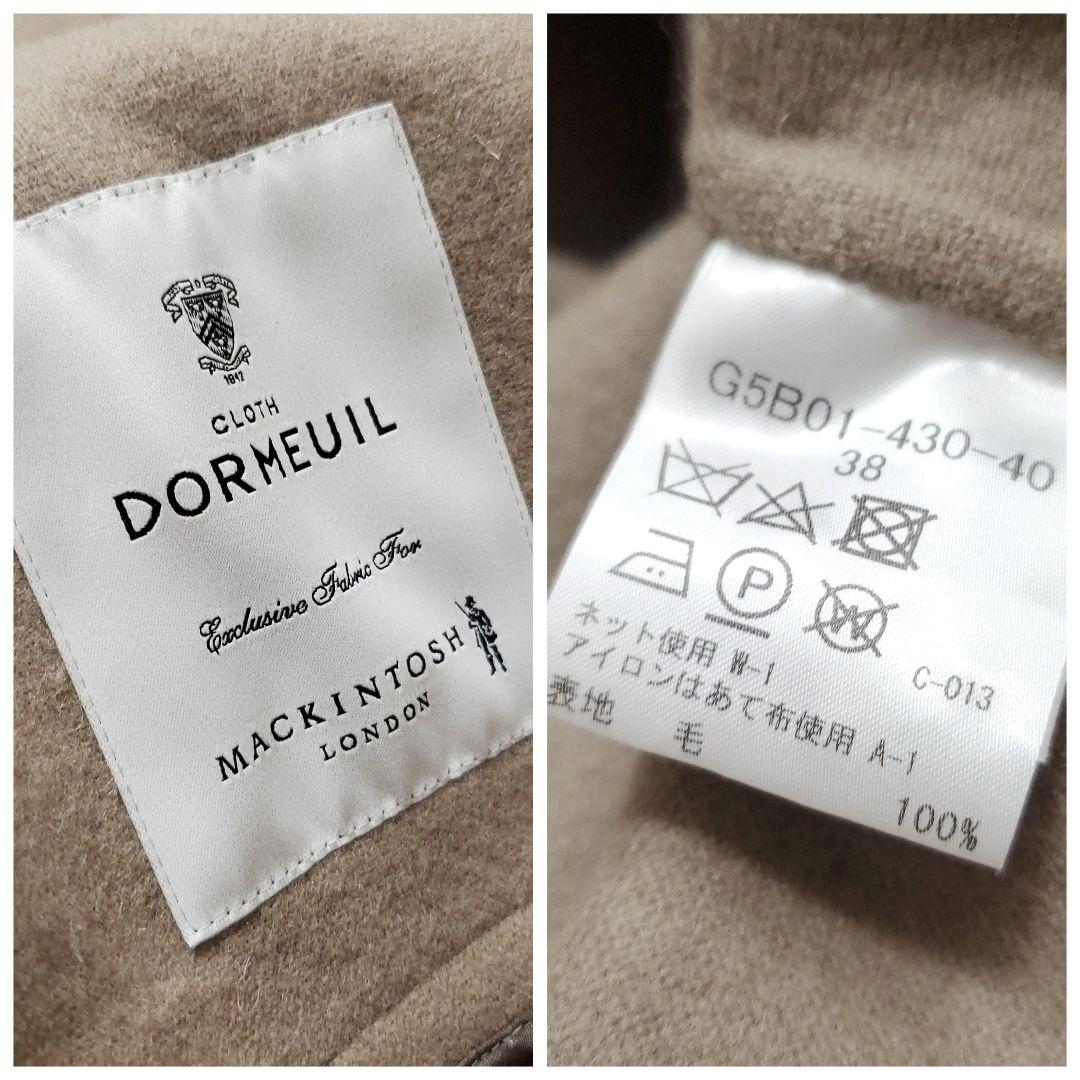 1842
CLOTH
DORMEUIL
Exclusive Fabric For
MACKINTOSH
LONDON
G5B01-430-40
38
P
W
ネット使用 W-1
C-013
アイロンはあて布使用 A-1
表地 毛
100%